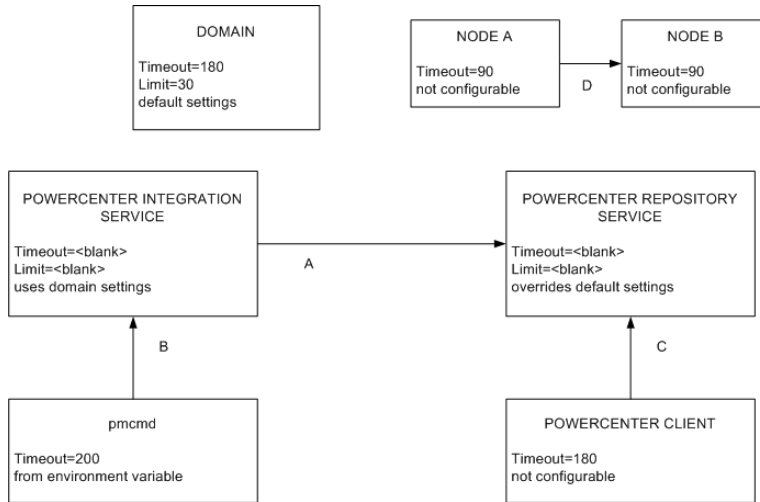 DOMAIN
Timeout=180
Limit=30
default settings
NODE A
Timeout=90
not configurable
D
NODE B
Timeout=90
not configurable
POWERCENTER INTEGRATION
SERVICE
Timeout=<blank>
Limit=<blank>
uses domain settings
A
POWERCENTER REPOSITORY
SERVICE
Timeout=<blank>
Limit=<blank>
overrides default settings
B
C
pmcmd
Timeout=200
from environment variable
POWERCENTER CLIENT
Timeout=180
not configurable